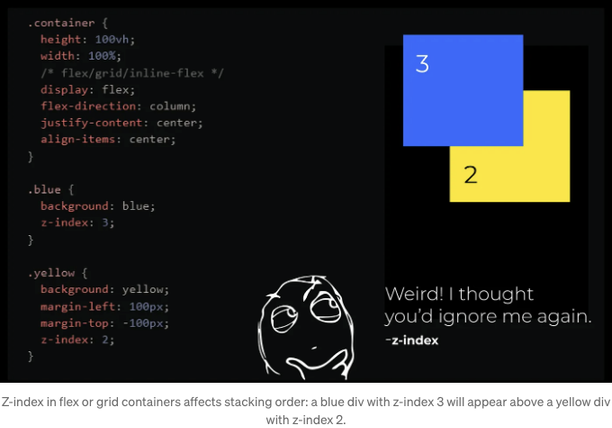 .container {
height: 100vh;
width: 100%;
/* flex/grid/inline-flex */
display: flex;
flex-direction: column;
justify-content: center;
align-items: center;
}
.blue {
background: blue;
z-index: 3;
}
.yellow {
background: yellow;
margin-left: 100px;
margin-top: -100px;
z-index: 2;
}
3
2
Weird! I thought
you'd ignore me again.
~z-index
Z-index in flex or grid containers affects stacking order: a blue div with z-index 3 will appear above a yellow div
with z-index 2.